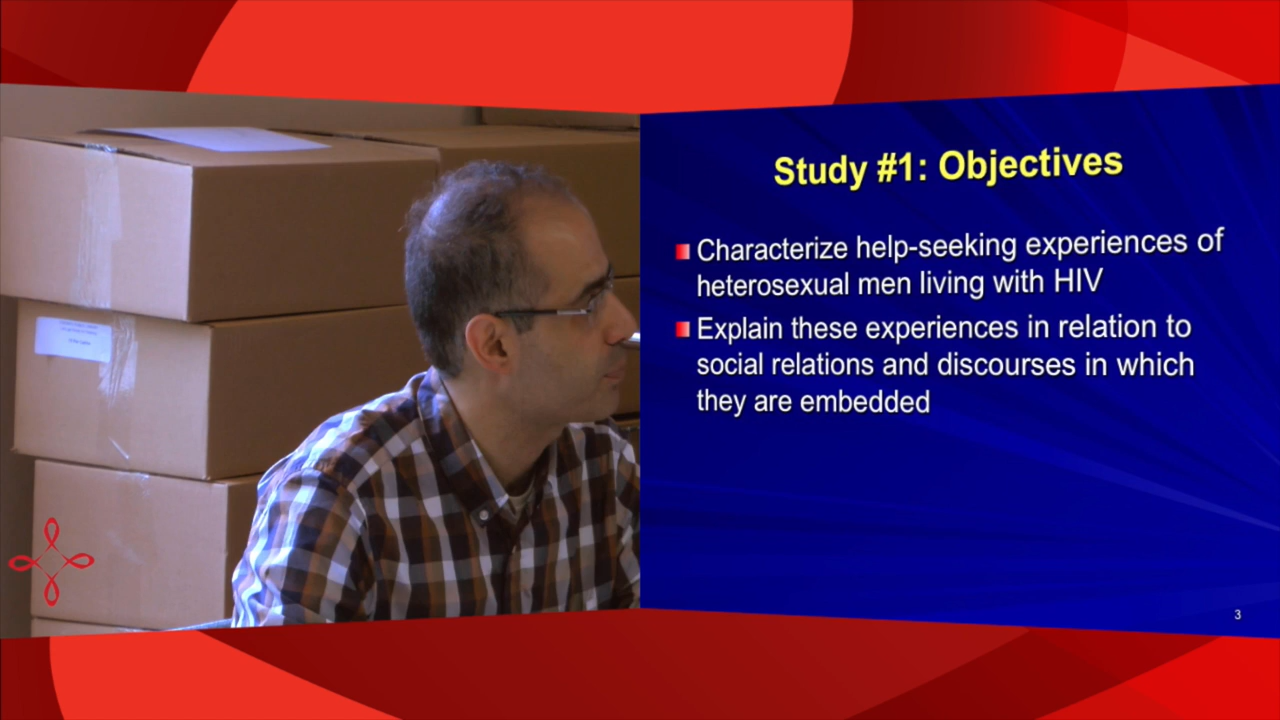 Study #1: Objectives
Characterize help-seeking experiences of
heterosexual men living with HIV
Explain these experiences in relation to
social relations and discourses in which
they are embedded
3